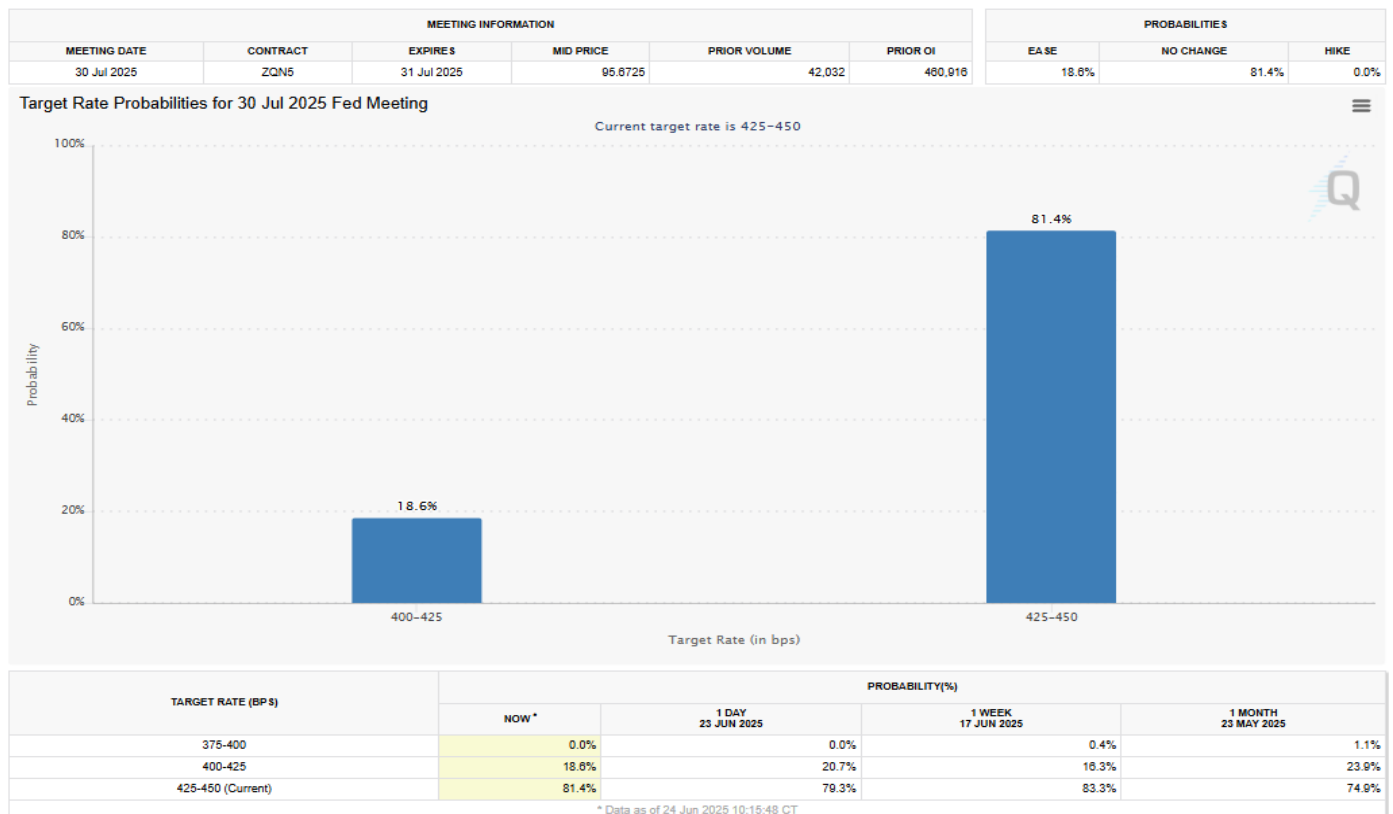 MEETING INFORMATION
MEETING DATE CONTRACT EXPIRES MID PRICE PRIOR VOLUME PRIOR OI
30 Jul 2025 ZQN5 31 Jul 2025 95.6725 42,032 460,916
PROBABILITIES
EASE NO CHANGE HIKE
18.6% 81.4% 0.0%
Target Rate Probabilities for 30 Jul 2025 Fed Meeting
Current target rate is 425-450
100%
80%
60%
40%
20%
0%
Probability
Q
81.4%
18.6%
400-425 425-450
Target Rate (in bps)
TARGET RATE (BPS) PROBABILITY(%)
NOW * 1 DAY 1 WEEK 1 MONTH
23 JUN 2025 17 JUN 2025 23 MAY 2025
375-400 0.0% 0.0% 0.4% 1.1%
400-425 18.6% 20.7% 16.3% 23.9%
425-450 (Current) 81.4% 79.3% 83.3% 74.9%
* Data as of 24 Jun 2025 10:15:48 CT